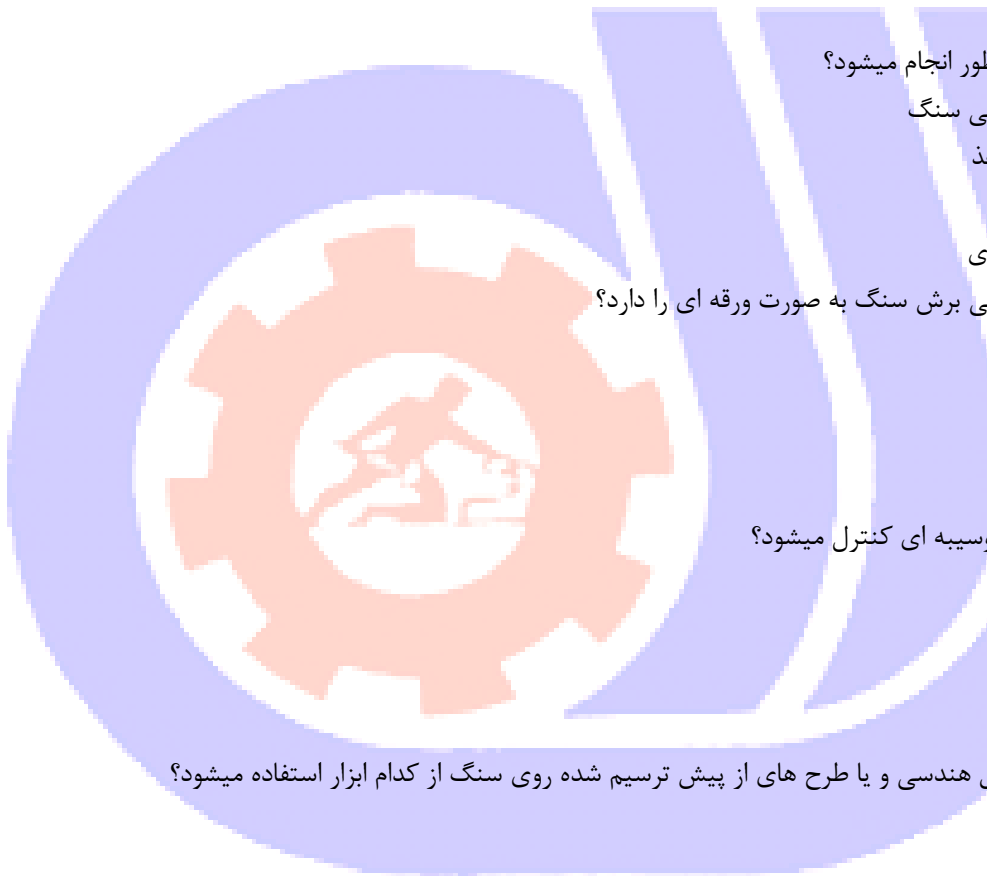 طور انجام میشود؟
ی سنگ
ذ
ی
ی برش سنگ به صورت ورقه ای را دارد؟
وسیبه ای کنترل میشود؟
هندسی و یا طرح های از پیش ترسیم شده روی سنگ از کدام ابزار استفاده میشود؟